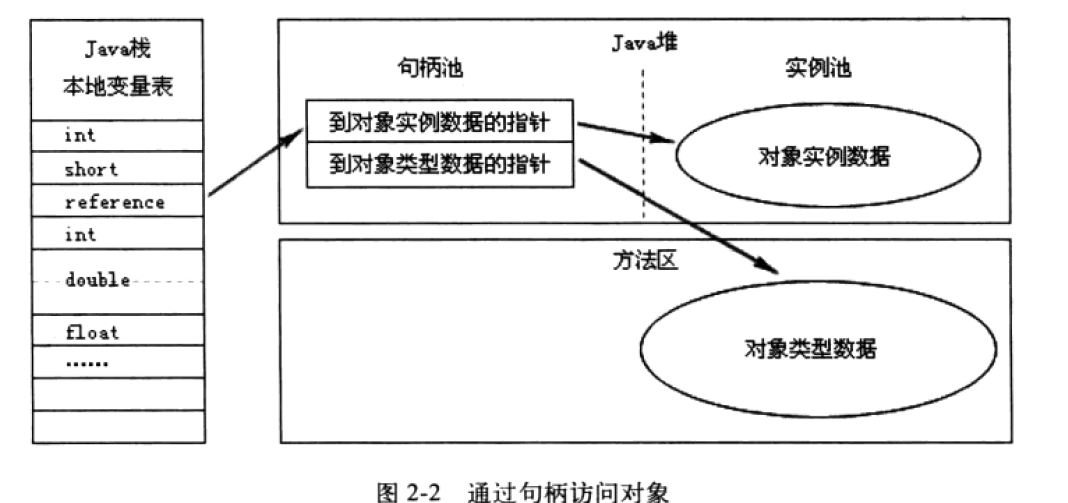 Java栈
本地变量表
int
short
reference
int
double
float
......
Java堆
句柄池
实例池
到对象实例数据的指针
到对象类型数据的指针
对象实例数据
方法区
对象类型数据
图 2-2 通过句柄访问对象